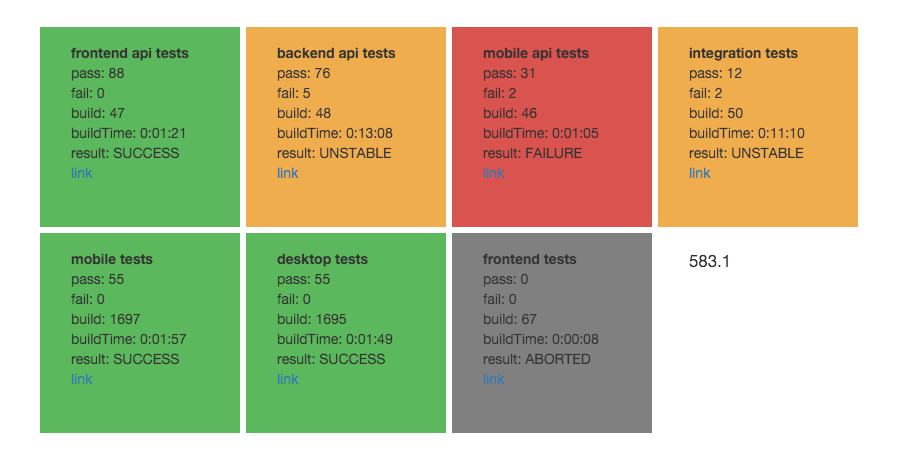 frontend api tests
pass: 88
fail: 0
build: 47
buildTime: 0:01:21
result: SUCCESS
link
backend api tests
pass: 76
fail: 5
build: 48
buildTime: 0:13:08
result: UNSTABLE
link
mobile api tests
pass: 31
fail: 2
build: 46
buildTime: 0:01:05
result: FAILURE
link
integration tests
pass: 12
fail: 2
build: 50
buildTime: 0:11:10
result: UNSTABLE
link
mobile tests
pass: 55
fail: 0
build: 1697
buildTime: 0:01:57
result: SUCCESS
link
desktop tests
pass: 55
fail: 0
build: 1695
buildTime: 0:01:49
result: SUCCESS
link
frontend tests
pass: 0
fail: 0
build: 67
buildTime: 0:00:08
result: ABORTED
link
583.1